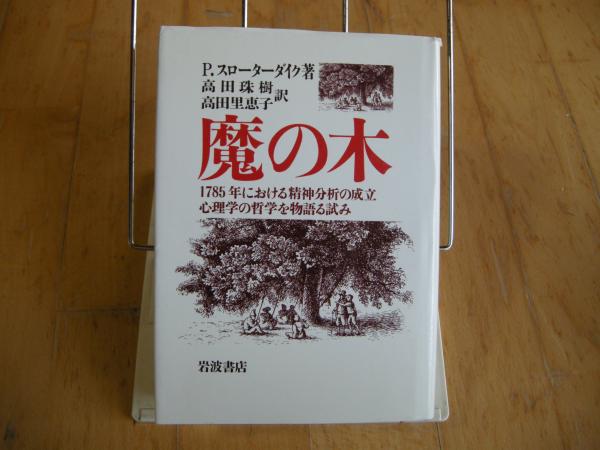 P.スローターダイク著
高田珠樹
高田里恵子訳
魔の木
1785年における精神分析の成立
心理学の哲学を物語る試み
岩波書店